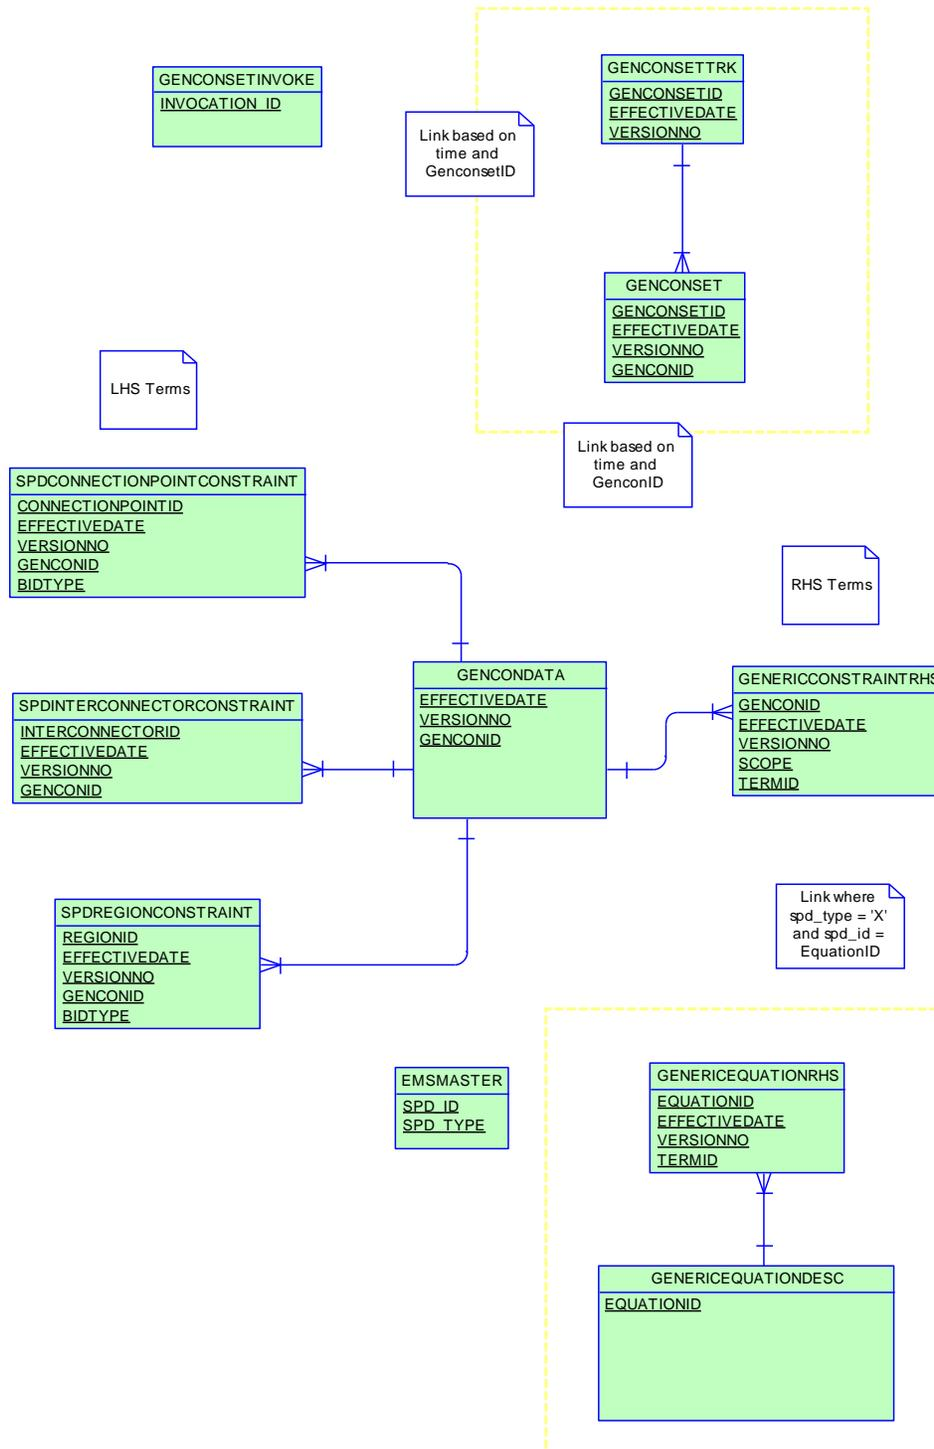 GENCONSETINVOKE
INVOCATION_ID
Link based on
time and
GenconsetID
GENCONSETTRK
GENCONSETID
EFFECTIVEDATE
VERSIONNO
GENCONSET
GENCONSETID
EFFECTIVEDATE
VERSIONNO
GENCONID
LHS Terms
Link based on
time and
GenconID
SPDCONNECTIONPOINTCONSTRAINT
CONNECTIONPOINTID
EFFECTIVEDATE
VERSIONNO
GENCONID
BIDTYPE
RHS Terms
GENCONDATA
EFFECTIVEDATE
VERSIONNO
GENCONID
SPDINTERCONNECTORCONSTRAINT
INTERCONNECTORID
EFFECTIVEDATE
VERSIONNO
GENCONID
GENERICCONSTRAINTRHS
GENCONID
EFFECTIVEDATE
VERSIONNO
SCOPE
TERMID
SPDREGIONCONSTRAINT
REGIONID
EFFECTIVEDATE
VERSIONNO
GENCONID
BIDTYPE
Link where
spd_type = 'X'
and spd_id =
EquationID
EMSMASTER
SPD_ID
SPD_TYPE
GENERICEQUATIONRHS
EQUATIONID
EFFECTIVEDATE
VERSIONNO
TERMID
GENERICEQUATIONDESC
EQUATIONID